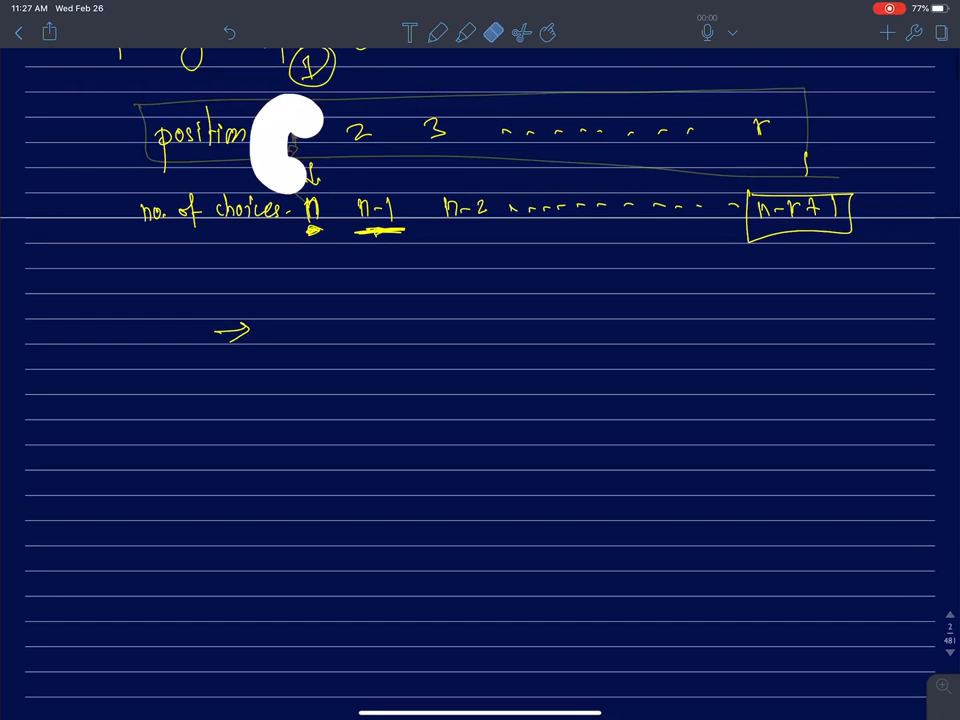 11:27 AM Wed Feb 26
77%
00:00
T
1
position 2 3 ........ r
no. of choices. n n-1 n-2 ............ n-r+1
→
2
481